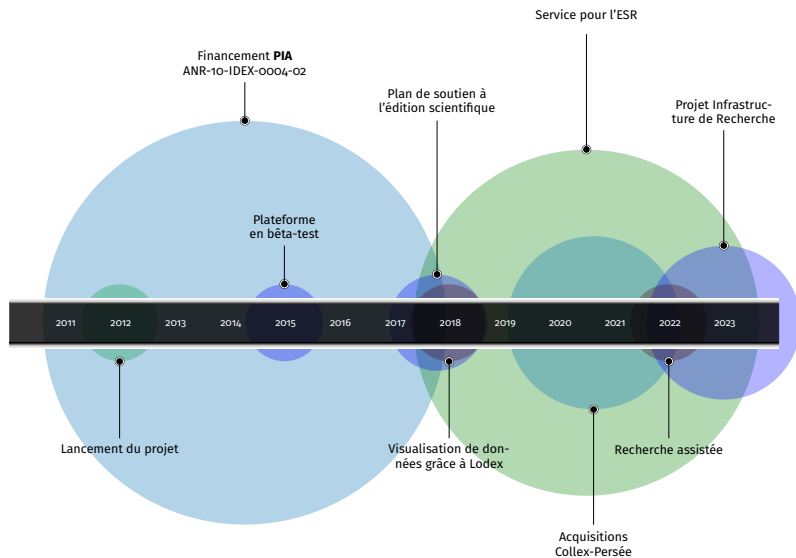 Service pour l'ESR
Financement PIA
ANR-10-IDEX-0004-02
Plan de soutien à
l'édition scientifique
Projet Infrastruc-
ture de Recherche
Plateforme
en bêta-test
2011 2012 2013 2014 2015 2016 2017 2018 2019 2020 2021 2022 2023
Lancement du projet
Visualisation de don-
nées grâce à Lodex
Recherche assistée
Acquisitions
Collex-Persée